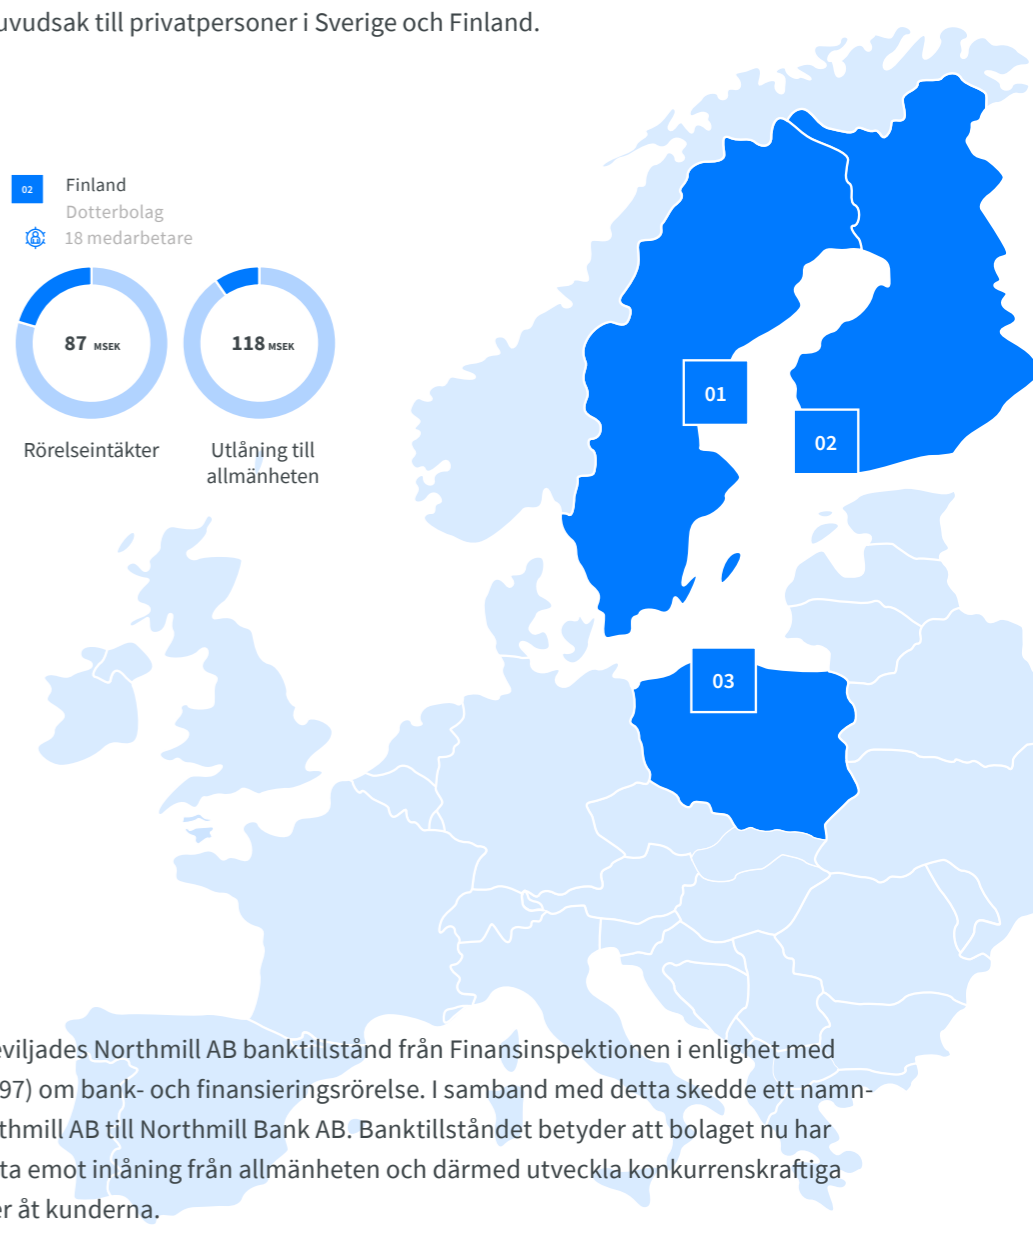 uvudsak till privatpersoner i Sverige och Finland.
02 Finland
Dotterbolag
18 medarbetare
87 MSEK
118 MSEK
Rörelseintäkter
Utlåning till
allmänheten
01
02
03
eviljades Northmill AB banktillstånd från Finansinspektionen i enlighet med
97) om bank- och finansieringsrörelse. I samband med detta skedde ett namn-
thmill AB till Northmill Bank AB. Banktillståndet betyder att bolaget nu har
ta emot inlåning från allmänheten och därmed utveckla konkurrenskraftiga
er åt kunderna.